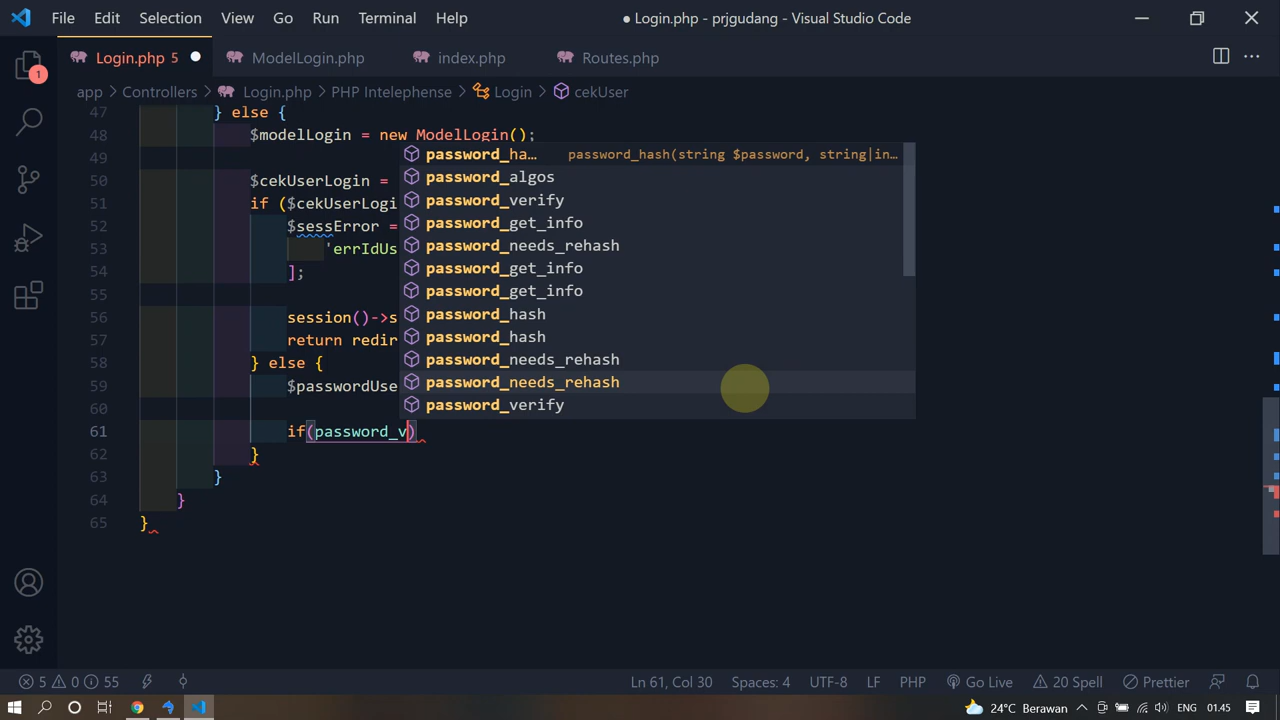 File Edit Selection View Go Run Terminal Help ● Login.php - prjgudang - Visual Studio Code
Login.php 5 ModelLogin.php index.php Routes.php
1
app > Controllers > Login.php > PHP Intelephense > Login > cekUser
47 } else {
48 $modelLogin = new ModelLogin();
49 password_ha... password_hash(string $password, string|in...
password_algos
50 $cekUserLogin =
password_verify
51 if ($cekUserLogi
52 $sessError = password_get_info
53 'errIdUs password_needs_rehash
54 ]; password_get_info
55 password_get_info
56 session()->s password_hash
57 return redir password_hash
58 } else { password_needs_rehash
59 $passwordUse password_needs_rehash
60 password_verify
61 if(password_v)
62 }
63 }
64 }
65 }
5 0 55 Ln 61, Col 30 Spaces: 4 UTF-8 LF PHP Go Live 20 Spell Prettier
24°C Berawan ENG 01.45